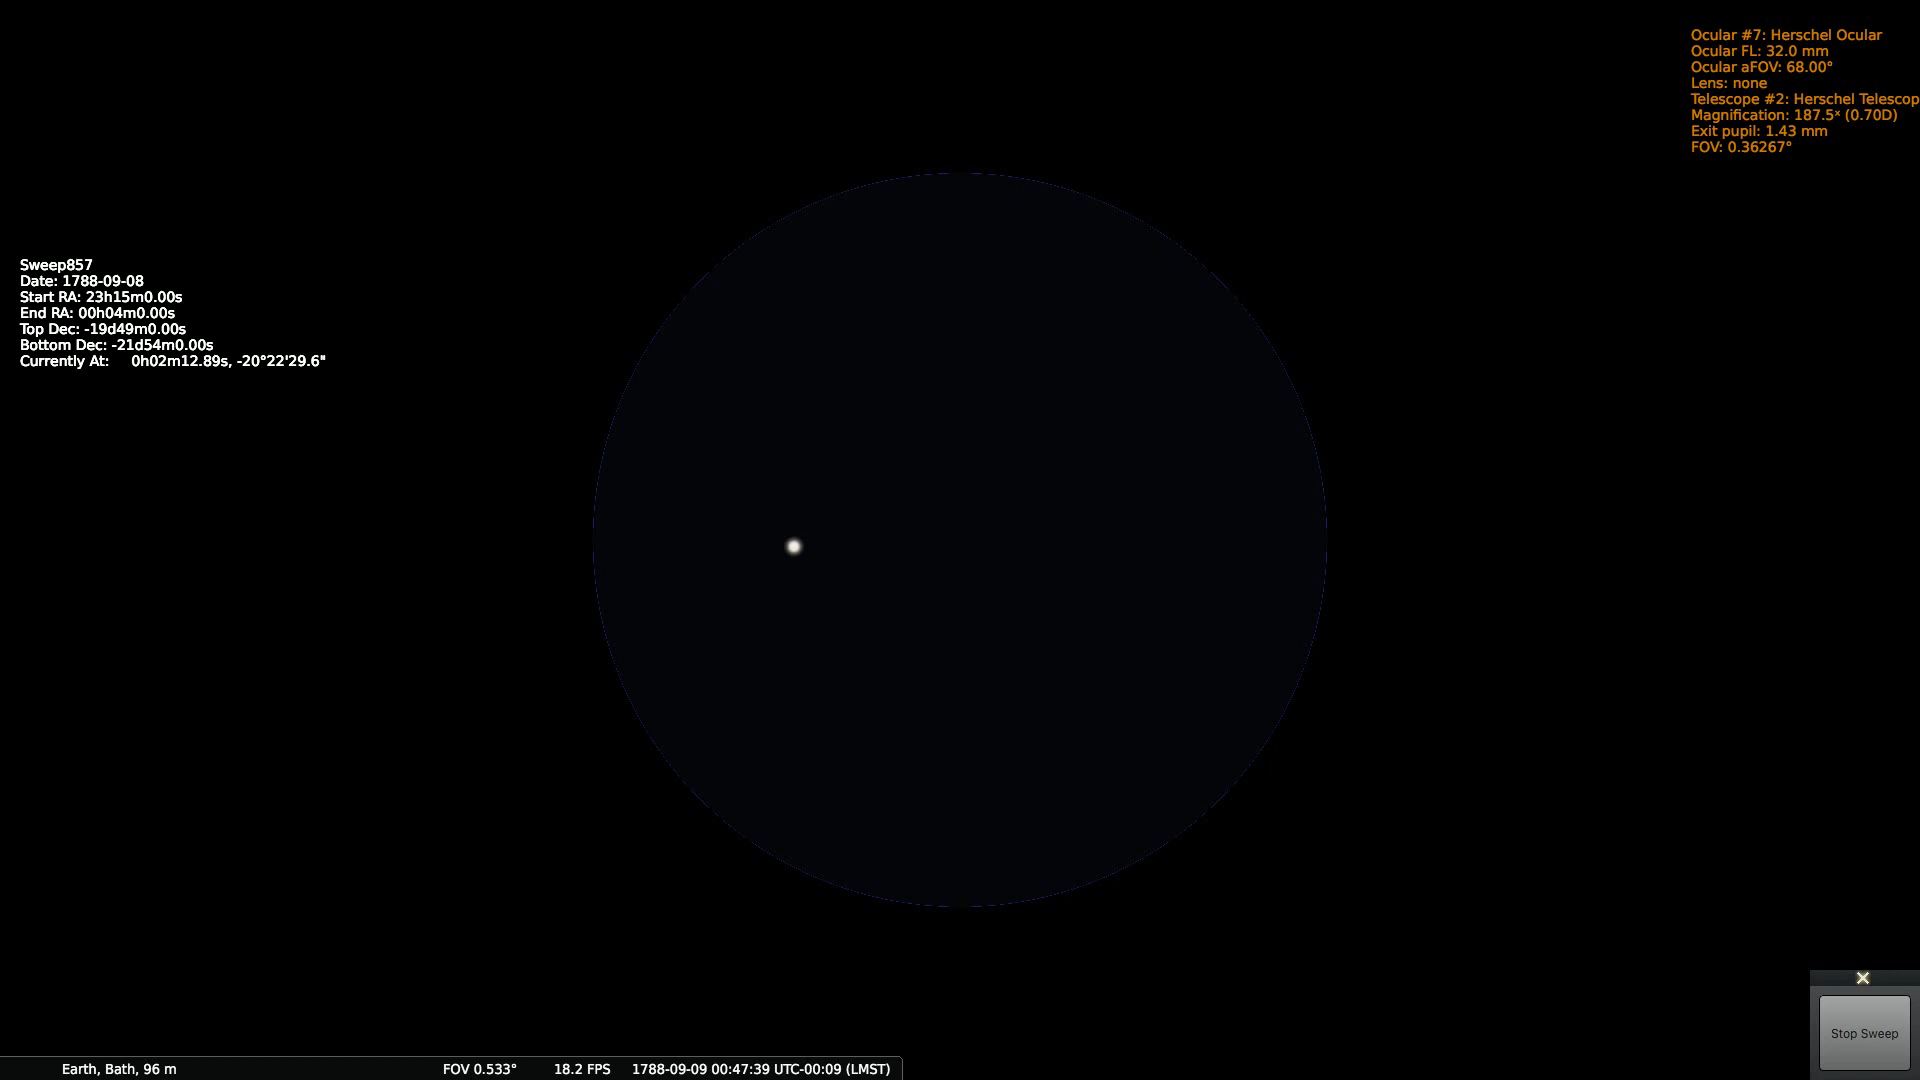 Ocular #7: Herschel Ocular
Ocular FL: 32.0 mm
Ocular aFOV: 68.00°
Lens: none
Telescope #2: Herschel Telescop
Magnification: 187.5ˣ (0.70D)
Exit pupil: 1.43 mm
FOV: 0.36267°
Sweep857
Date: 1788-09-08
Start RA: 23h15m0.00s
End RA: 00h04m0.00s
Top Dec: -19d49m0.00s
Bottom Dec: -21d54m0.00s
Currently At: 0h02m12.89s, -20°22'29.6"
Stop Sweep
Earth, Bath, 96 m FOV 0.533° 18.2 FPS 1788-09-09 00:47:39 UTC-00:09 (LMST)